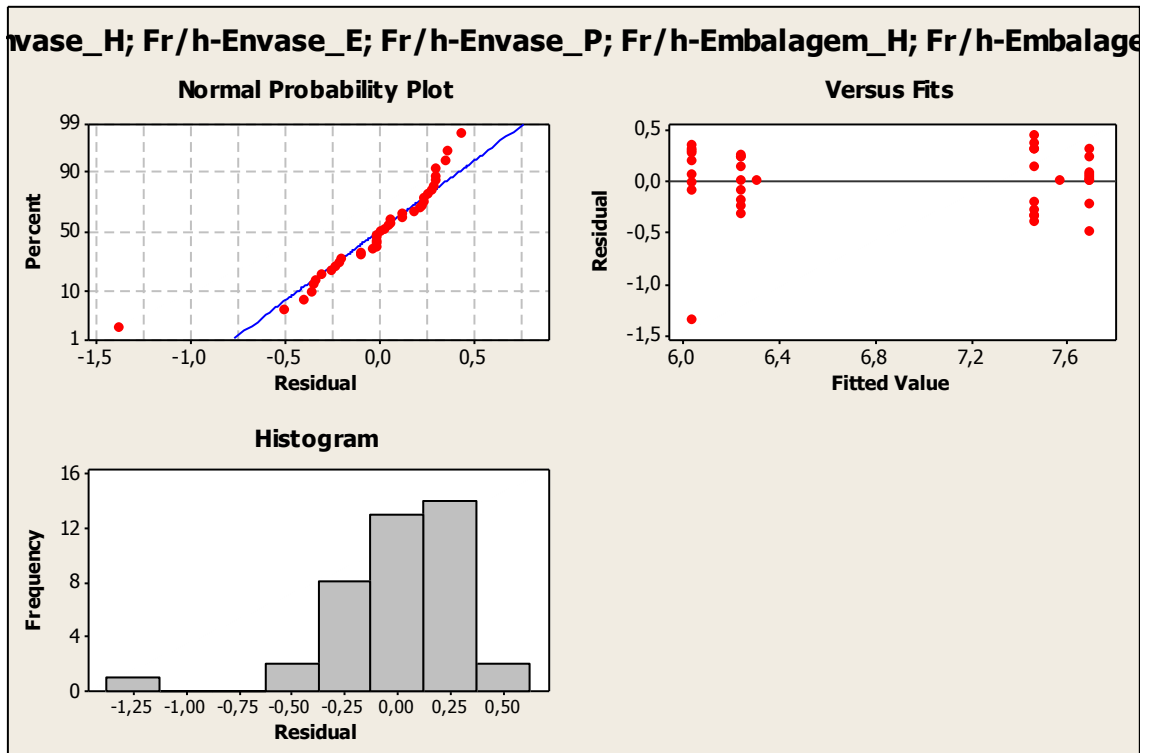 nvase_H; Fr/h-Envase_E; Fr/h-Envase_P; Fr/h-Embalagem_H; Fr/h-Embalage
Normal Probability Plot
99
90
50
10
1
Percent
-1,5 -1,0 -0,5 0,0 0,5
Residual
Versus Fits
0,5
0,0
-0,5
-1,0
-1,5
Residual
6,0 6,4 6,8 7,2 7,6
Fitted Value
Histogram
16
12
8
4
0
Frequency
-1,25 -1,00 -0,75 -0,50 -0,25 0,00 0,25 0,50
Residual